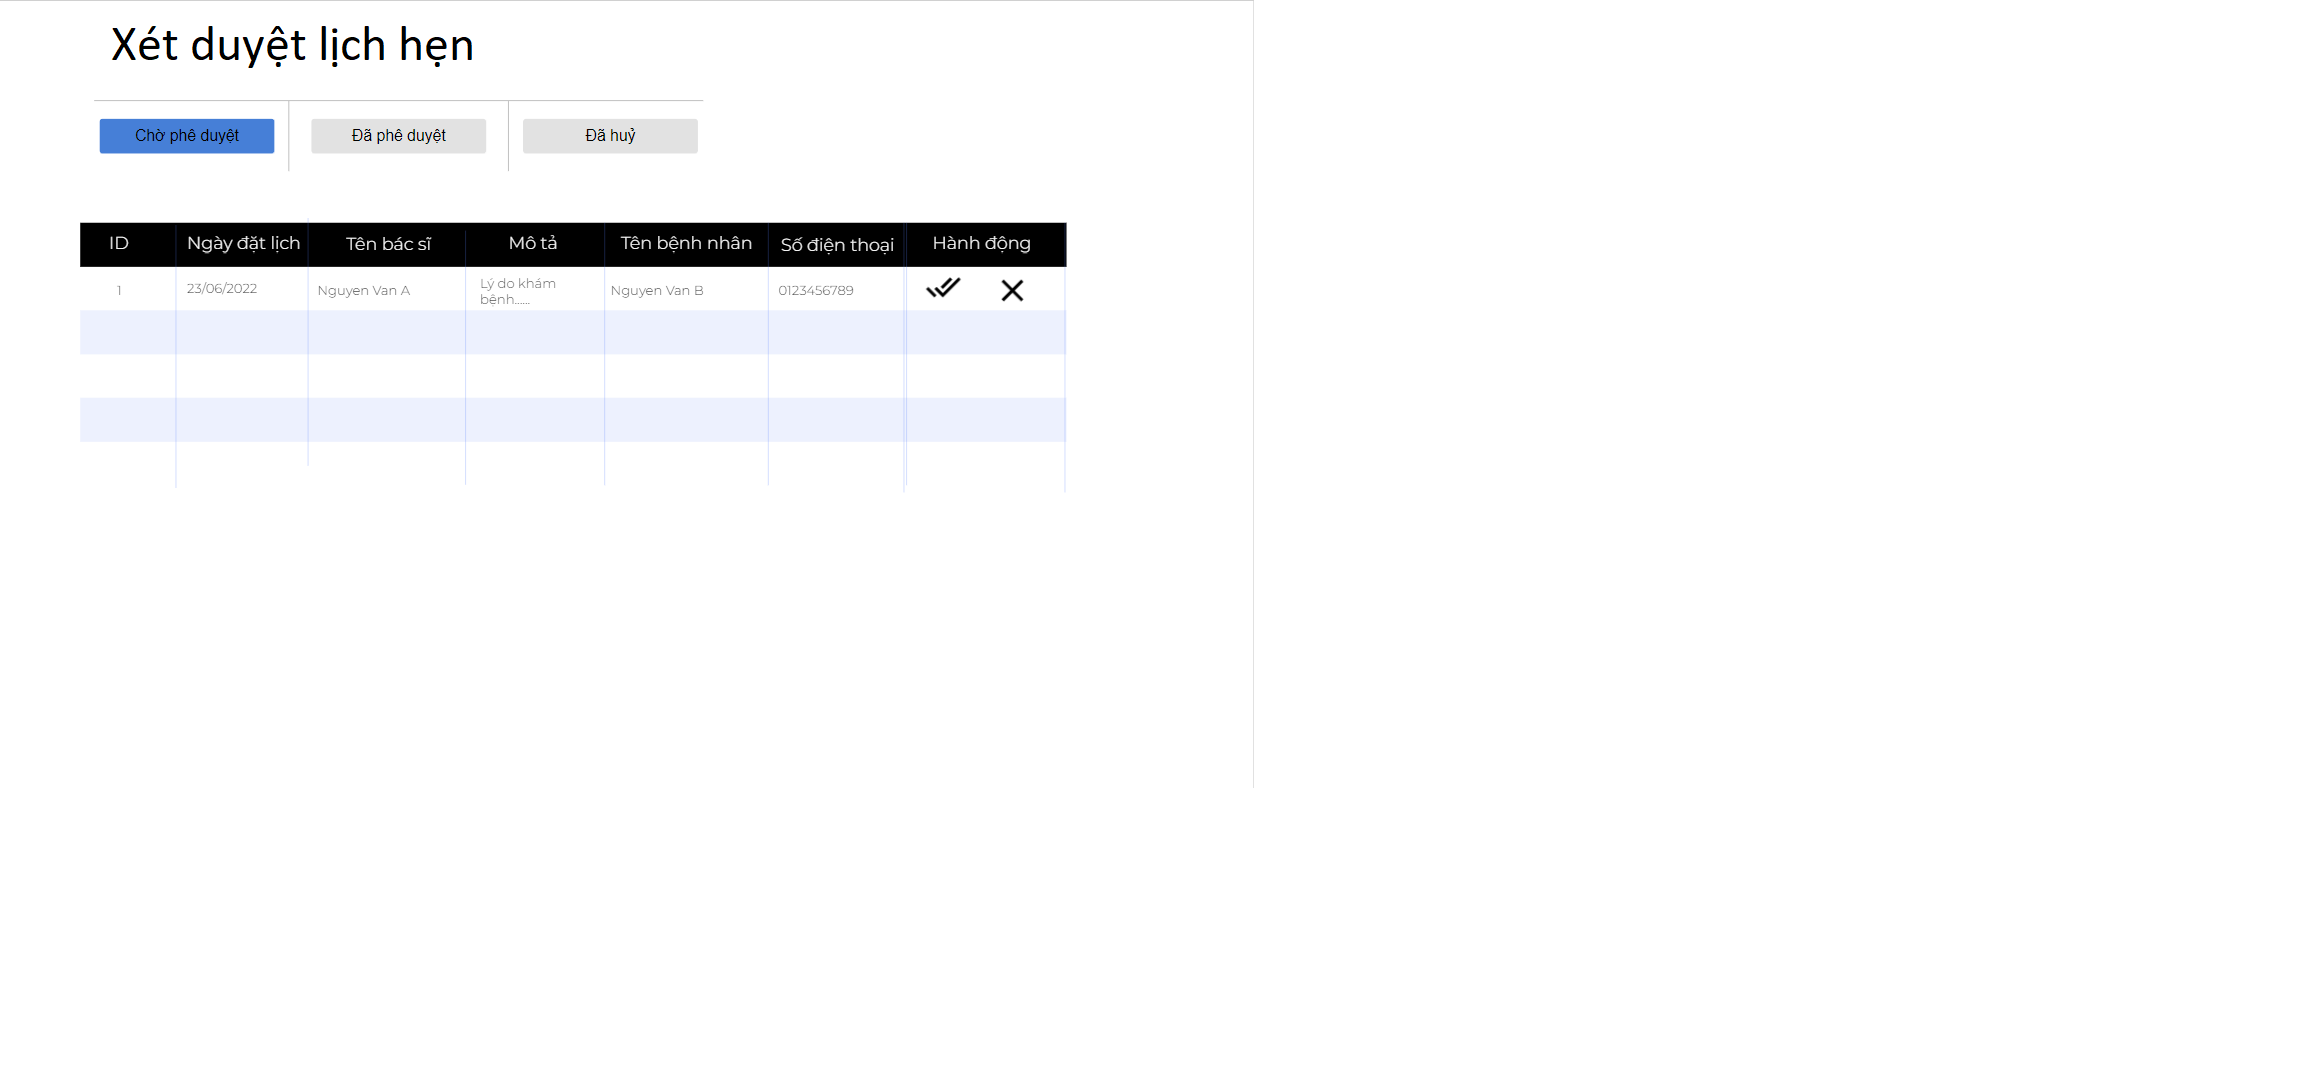 Xét duyệt lịch hẹn
Chờ phê duyệt
Đã phê duyệt
Đã huỷ
ID
Ngày đặt lịch
Tên bác sĩ
Mô tả
Tên bệnh nhân
Số điện thoại
Hành động
1
23/06/2022
Nguyen Van A
Lý do khám
bệnh......
Nguyen Van B
0123456789